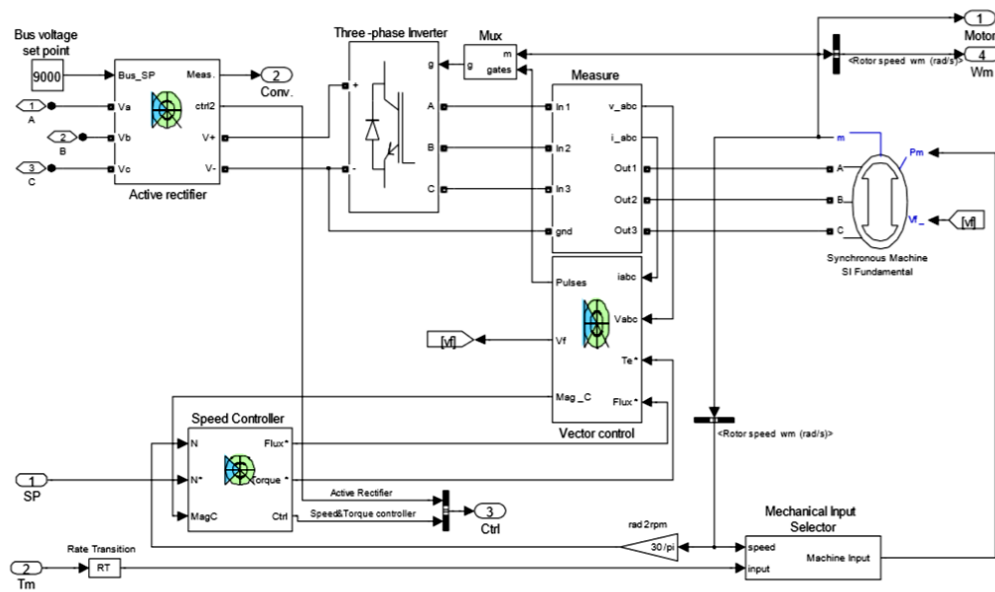 Bus voltage
set point
9000
Bus_SP
Meas.
Va
ctrl2
Vb
V+
Vc
V-
Active rectifier
1
A
2
B
3
C
2
Conv.
Three -phase Inverter
+
-
g
A
B
C
Mux
g
m
gates
Measure
In1
v_abc
In2
i_abc
In3
Out1
Out2
gnd
Out3
1
Motor
4
Wm
<Rotor speed wm (rad/s)>
m
A
B
C
Pm
Vf_
[vf]
Synchronous Machine
SI Fundamental
Pulses
iabc
Vabc
Vf
Te*
Mag_C
Flux*
Vector control
[vf]
<Rotor speed wm (rad/s)>
Speed Controller
N
Flux*
N*
Torque *
MagC
Ctrl
1
SP
Active Rectifier
Speed&Torque controller
3
Ctrl
rad2rpm
30/pi
Mechanical Input
Selector
speed
input
Machine Input
Rate Transition
RT
2
Tm